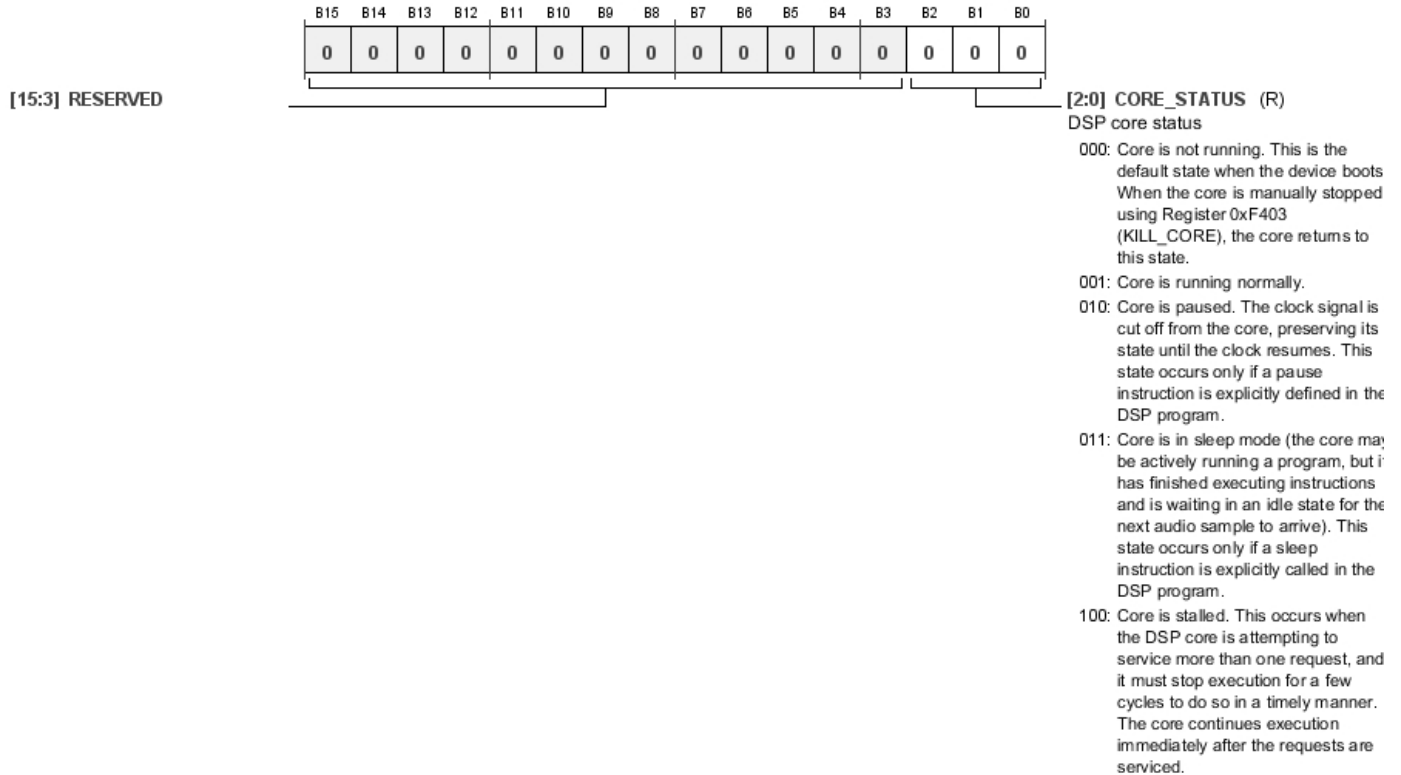 B15 B14 B13 B12 B11 B10 B9 B8 B7 B6 B5 B4 B3 B2 B1 B0
0 0 0 0 0 0 0 0 0 0 0 0 0 0 0 0
[15:3] RESERVED
[2:0] CORE_STATUS (R)
DSP core status
000: Core is not running. This is the
default state when the device boots
When the core is manually stopped
using Register 0xF403
(KILL_CORE), the core returns to
this state.
001: Core is running normally.
010: Core is paused. The clock signal is
cut off from the core, preserving its
state until the clock resumes. This
state occurs only if a pause
instruction is explicitly defined in the
DSP program.
011: Core is in sleep mode (the core may
be actively running a program, but it
has finished executing instructions
and is waiting in an idle state for the
next audio sample to arrive). This
state occurs only if a sleep
instruction is explicitly called in the
DSP program.
100: Core is stalled. This occurs when
the DSP core is attempting to
service more than one request, and
it must stop execution for a few
cycles to do so in a timely manner.
The core continues execution
immediately after the requests are
serviced.